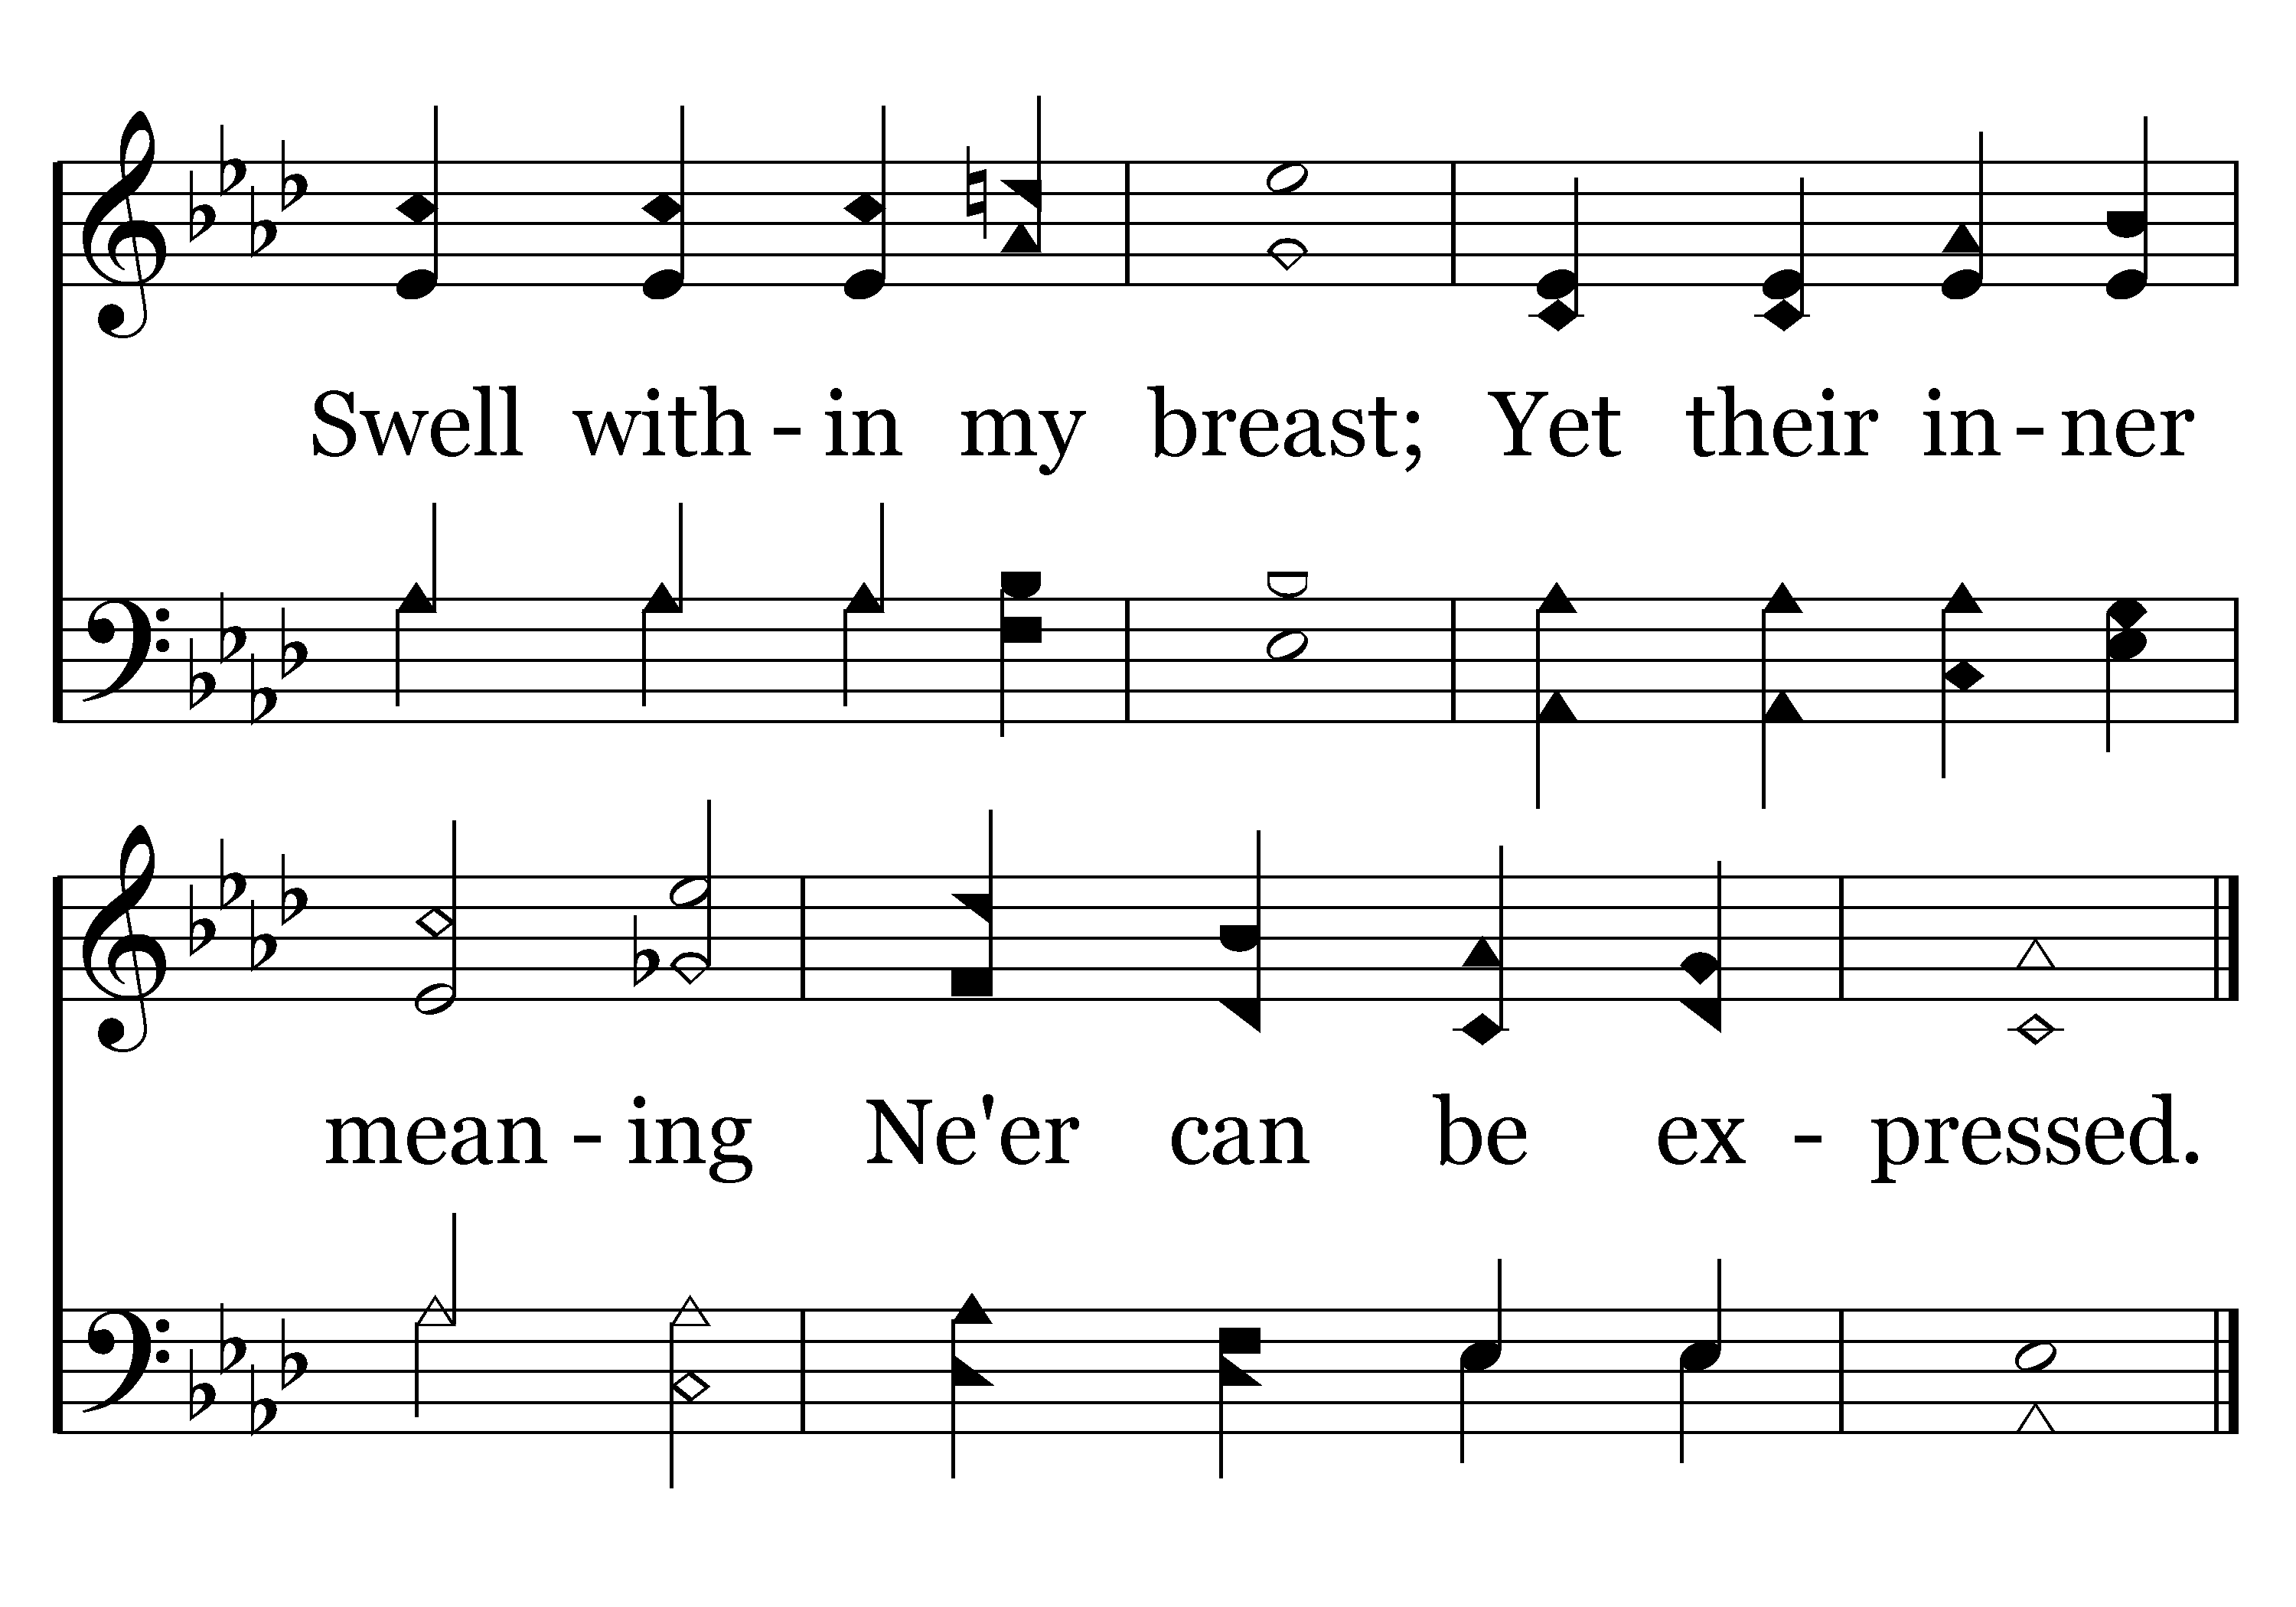 Swell with - in my breast; Yet their in - ner
mean - ing Ne'er can be ex - pressed.